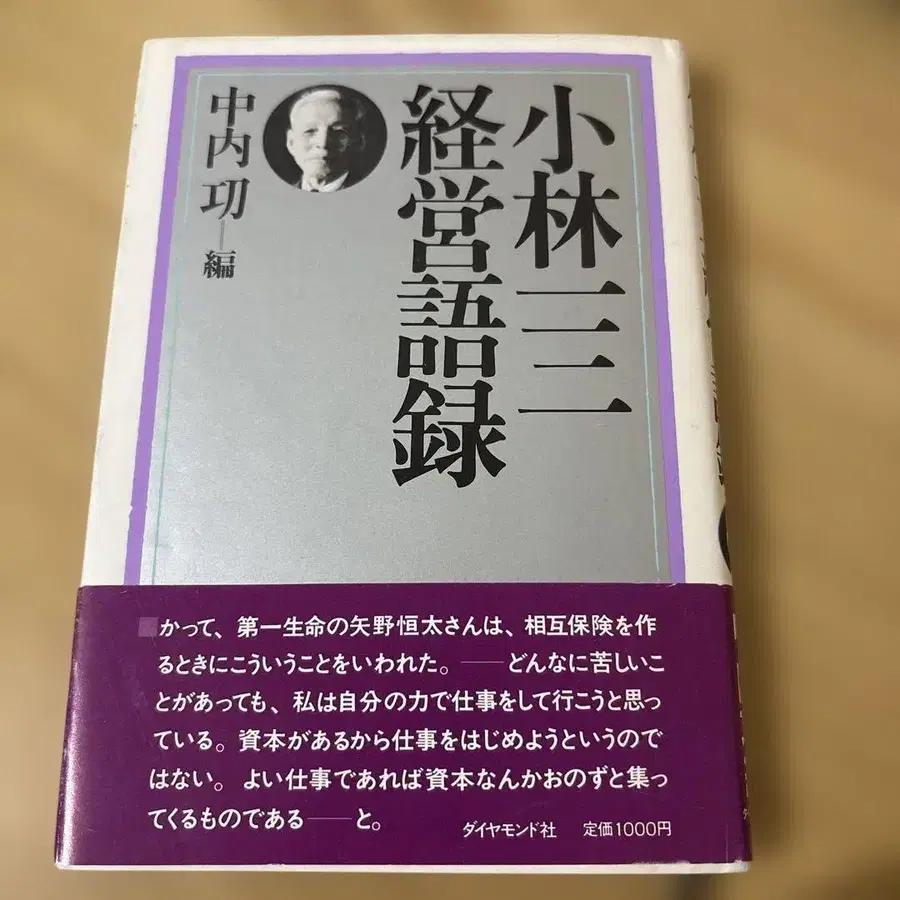 小林一三
経営語録
中内㓛―編
■かって、第一生命の矢野恒太さんは、相互保険を作
るときにこういうことをいわれた。――どんなに苦しいこ
とがあっても、私は自分の力で仕事をして行こうと思っ
ている。資本があるから仕事をはじめようというので
はない。よい仕事であれば資本なんかおのずと集っ
てくるものである――と。
ダイヤモンド社 定価1000円